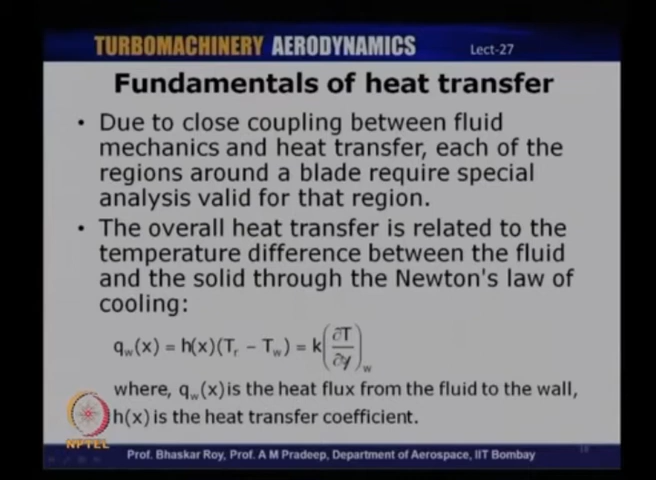 TURBOMACHINERY AERODYNAMICS Lect-27
Fundamentals of heat transfer
• Due to close coupling between fluid
mechanics and heat transfer, each of the
regions around a blade require special
analysis valid for that region.
• The overall heat transfer is related to the
temperature difference between the fluid
and the solid through the Newton's law of
cooling:
qw(x) = h(x)(Tr − Tw) = k(∂T/∂y)w
where, qw(x)is the heat flux from the fluid to the wall,
h(x) is the heat transfer coefficient.
NPTEL
Prof. Bhaskar Roy, Prof. A M Pradeep, Department of Aerospace, IIT Bombay